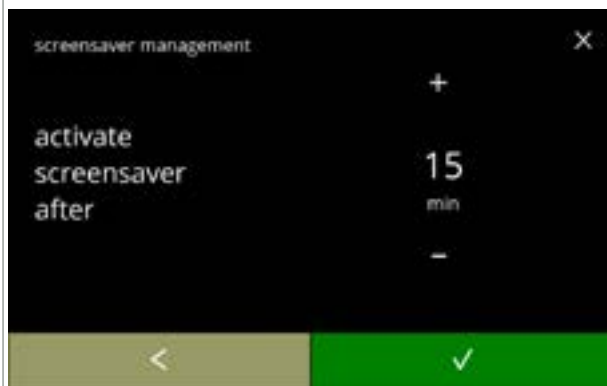 screensaver management
×
+
activate
screensaver
after
15
min
-
<
✓